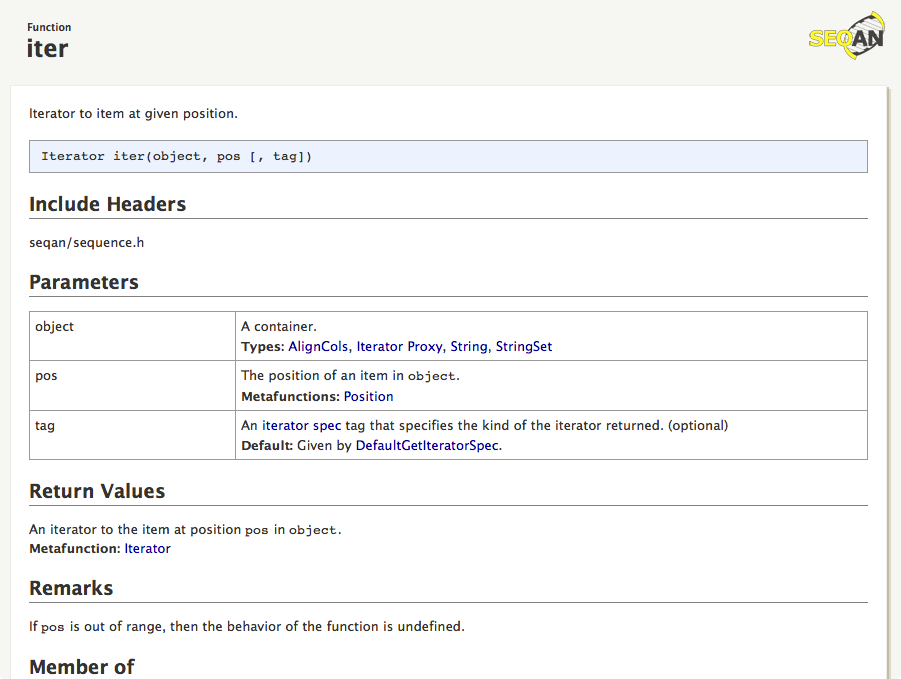 Function
iter
SEQAN
Iterator to item at given position.
Iterator iter(object, pos [, tag])
Include Headers
seqan/sequence.h
Parameters
object
A container.
Types: AlignCols, Iterator Proxy, String, StringSet
pos
The position of an item in object.
Metafunctions: Position
tag
An iterator spec tag that specifies the kind of the iterator returned. (optional)
Default: Given by DefaultGetIteratorSpec.
Return Values
An iterator to the item at position pos in object.
Metafunction: Iterator
Remarks
If pos is out of range, then the behavior of the function is undefined.
Member of